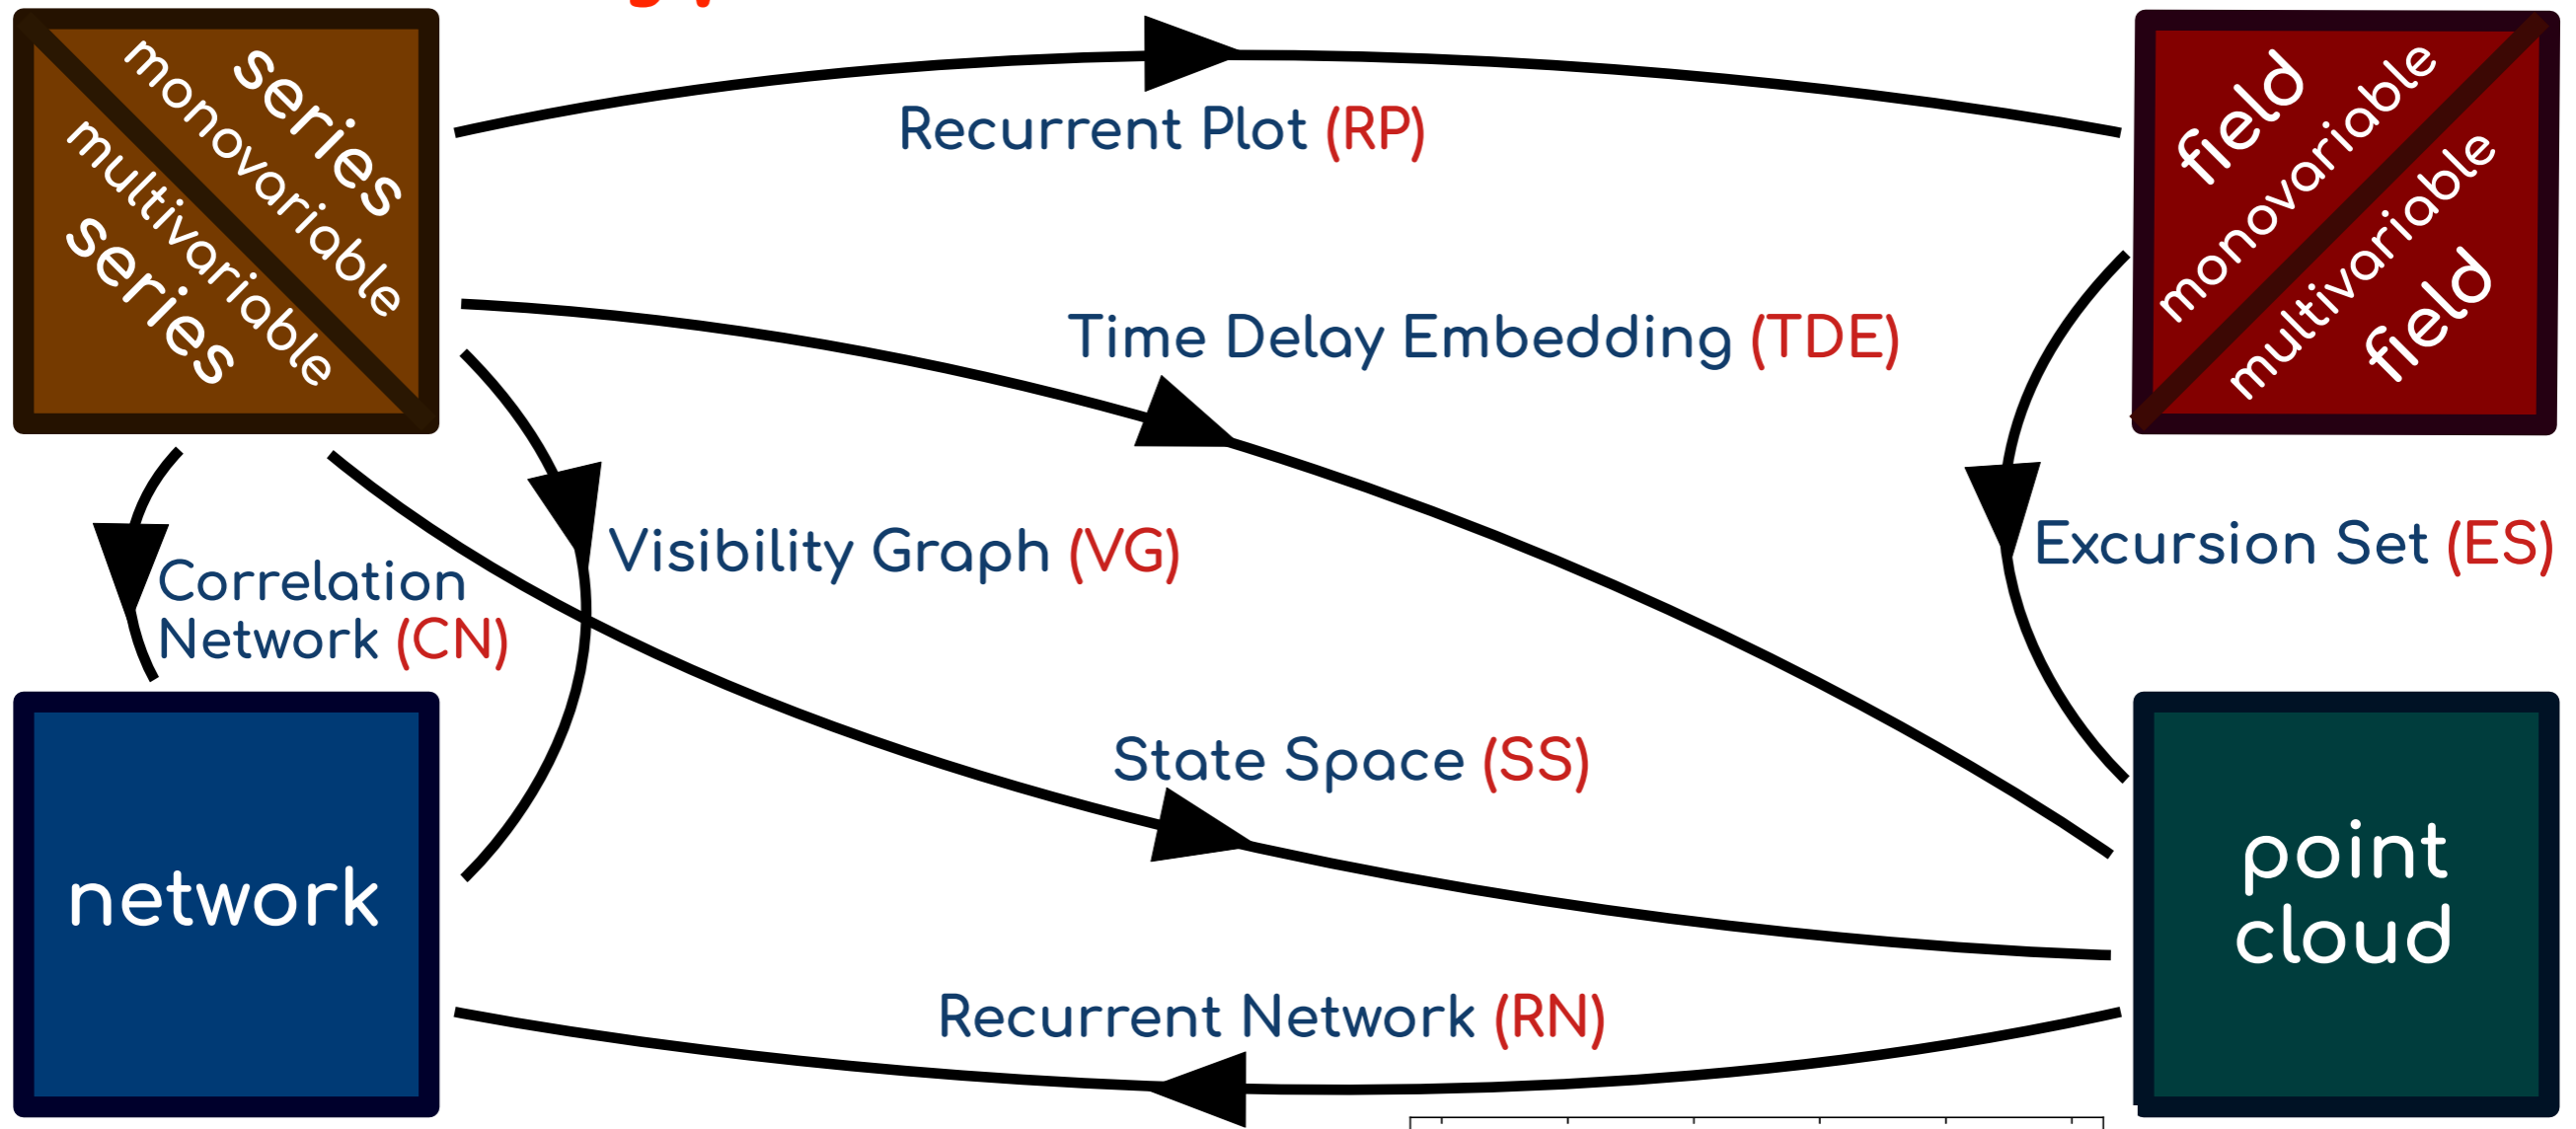 series
monovariable
multivariable
series
Recurrent Plot (RP)
field
monovariable
multivariable
field
Time Delay Embedding (TDE)
Visibility Graph (VG)
Excursion Set (ES)
Correlation
Network (CN)
State Space (SS)
network
point
cloud
Recurrent Network (RN)